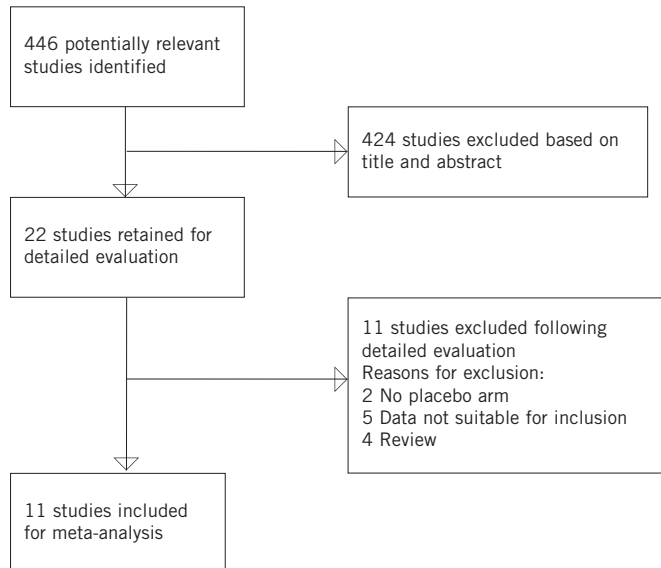 446 potentially relevant
studies identified
424 studies excluded based on
title and abstract
22 studies retained for
detailed evaluation
11 studies excluded following
detailed evaluation
Reasons for exclusion:
2 No placebo arm
5 Data not suitable for inclusion
4 Review
11 studies included
for meta-analysis